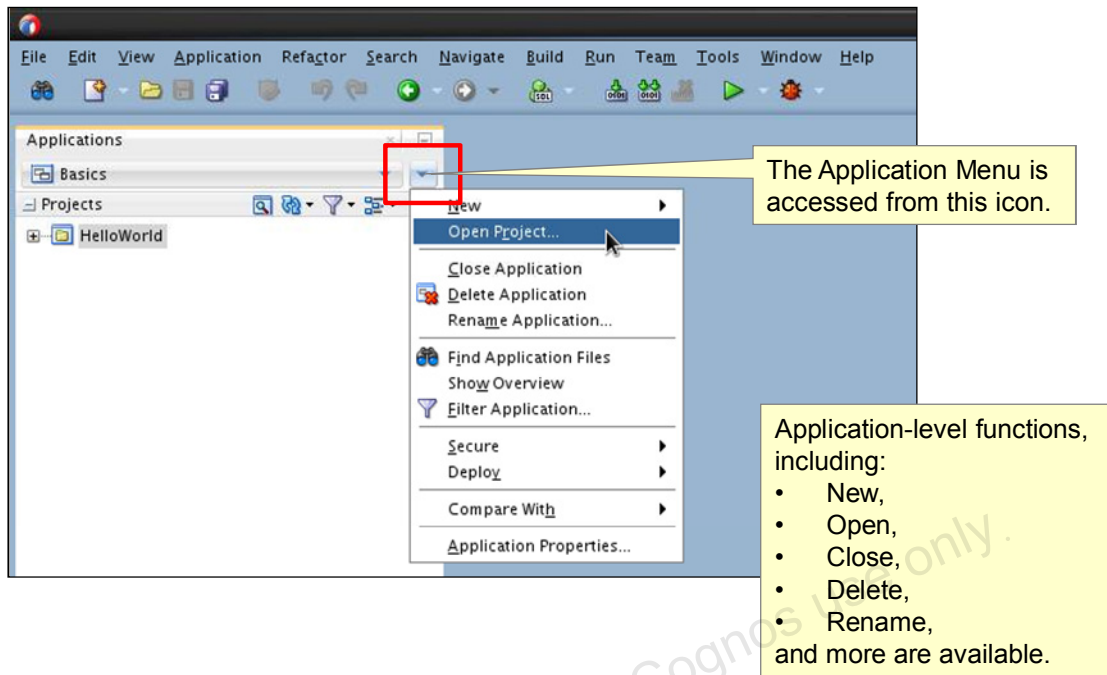 File Edit View Application Refactor Search Navigate Build Run Team Tools Window Help
Applications
Basics
Projects
HelloWorld
New
Open Project...
Close Application
Delete Application
Rename Application...
Find Application Files
Show Overview
Filter Application...
Secure
Deploy
Compare With
Application Properties...
The Application Menu is
accessed from this icon.
Application-level functions,
including:
• New,
• Open,
• Close,
• Delete,
• Rename,
and more are available.
Cognos use only.